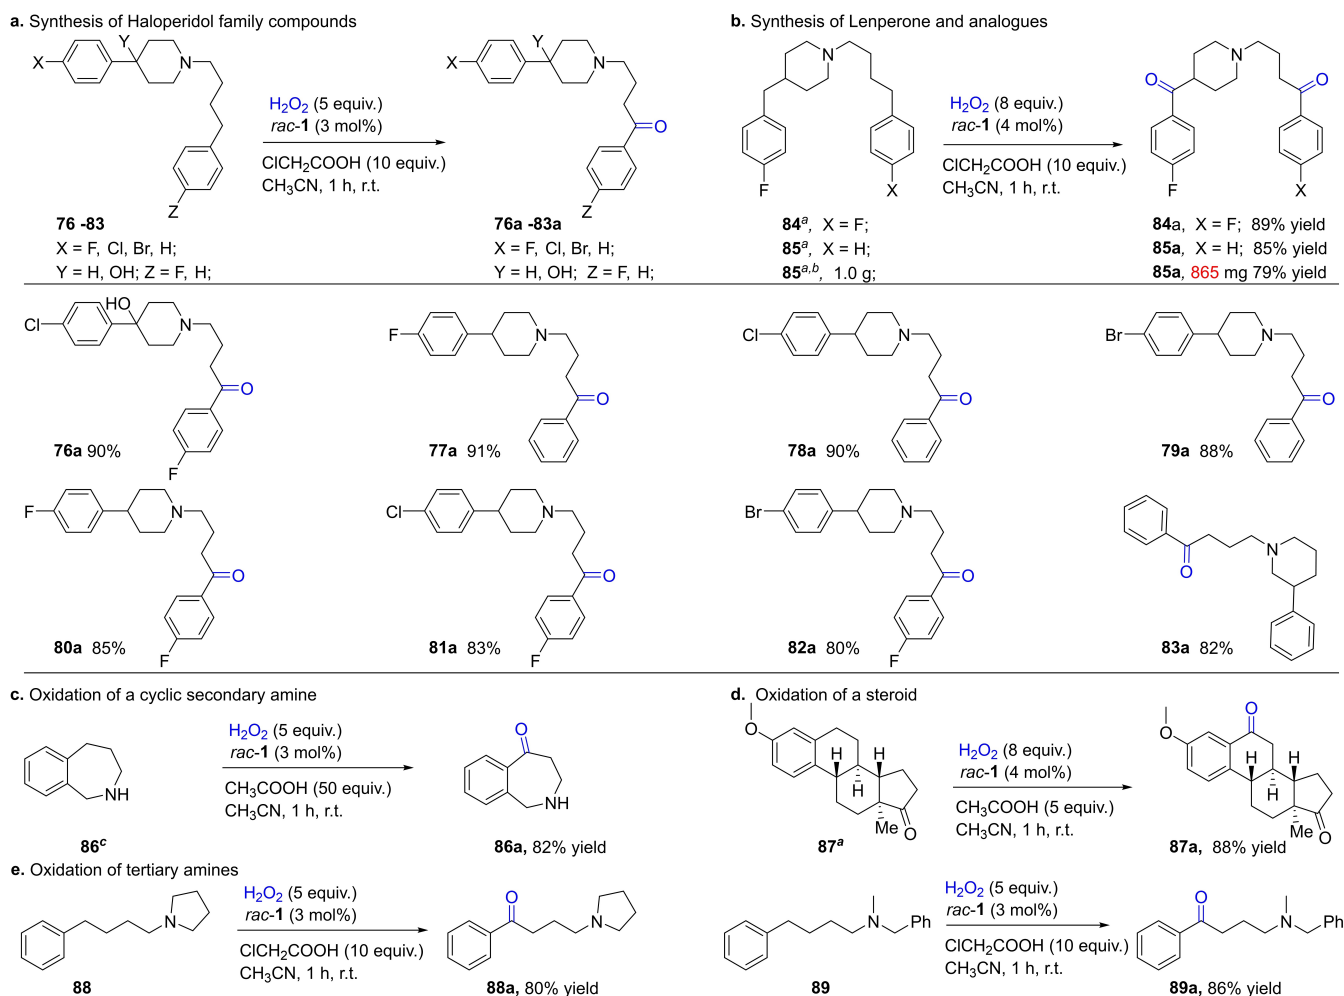 a. Synthesis of Haloperidol family compounds
X
Y
N
Z
H₂O₂ (5 equiv.)
rac-1 (3 mol%)
ClCH₂COOH (10 equiv.)
CH₃CN, 1 h, r.t.
X
Y
N
O
Z
76 -83
X = F, Cl, Br, H;
Y = H, OH; Z = F, H;
76a -83a
X = F, Cl, Br, H;
Y = H, OH; Z = F, H;
b. Synthesis of Lenperone and analogues
N
F
X
H₂O₂ (8 equiv.)
rac-1 (4 mol%)
ClCH₂COOH (10 equiv.)
CH₃CN, 1 h, r.t.
N
O
O
F
X
84ᵃ, X = F;
85ᵃ, X = H;
85ᵃ,ᵇ, 1.0 g;
84a, X = F; 89% yield
85a, X = H; 85% yield
85a, 865 mg 79% yield
HO
Cl
N
O
F
76a 90%
F
N
O
77a 91%
Cl
N
O
78a 90%
Br
N
O
79a 88%
F
N
O
F
80a 85%
Cl
N
O
F
81a 83%
Br
N
O
F
82a 80%
O
N
83a 82%
c. Oxidation of a cyclic secondary amine
NH
86ᶜ
H₂O₂ (5 equiv.)
rac-1 (3 mol%)
CH₃COOH (50 equiv.)
CH₃CN, 1 h, r.t.
O
NH
86a, 82% yield
d. Oxidation of a steroid
O
H
H
H
Me
O
87ᵃ
H₂O₂ (8 equiv.)
rac-1 (4 mol%)
CH₃COOH (5 equiv.)
CH₃CN, 1 h, r.t.
O
O
H
H
H
Me
O
87a, 88% yield
e. Oxidation of tertiary amines
N
88
H₂O₂ (5 equiv.)
rac-1 (3 mol%)
ClCH₂COOH (10 equiv.)
CH₃CN, 1 h, r.t.
O
N
88a, 80% yield
N
Ph
89
H₂O₂ (5 equiv.)
rac-1 (3 mol%)
ClCH₂COOH (10 equiv.)
CH₃CN, 1 h, r.t.
O
N
Ph
89a, 86% yield